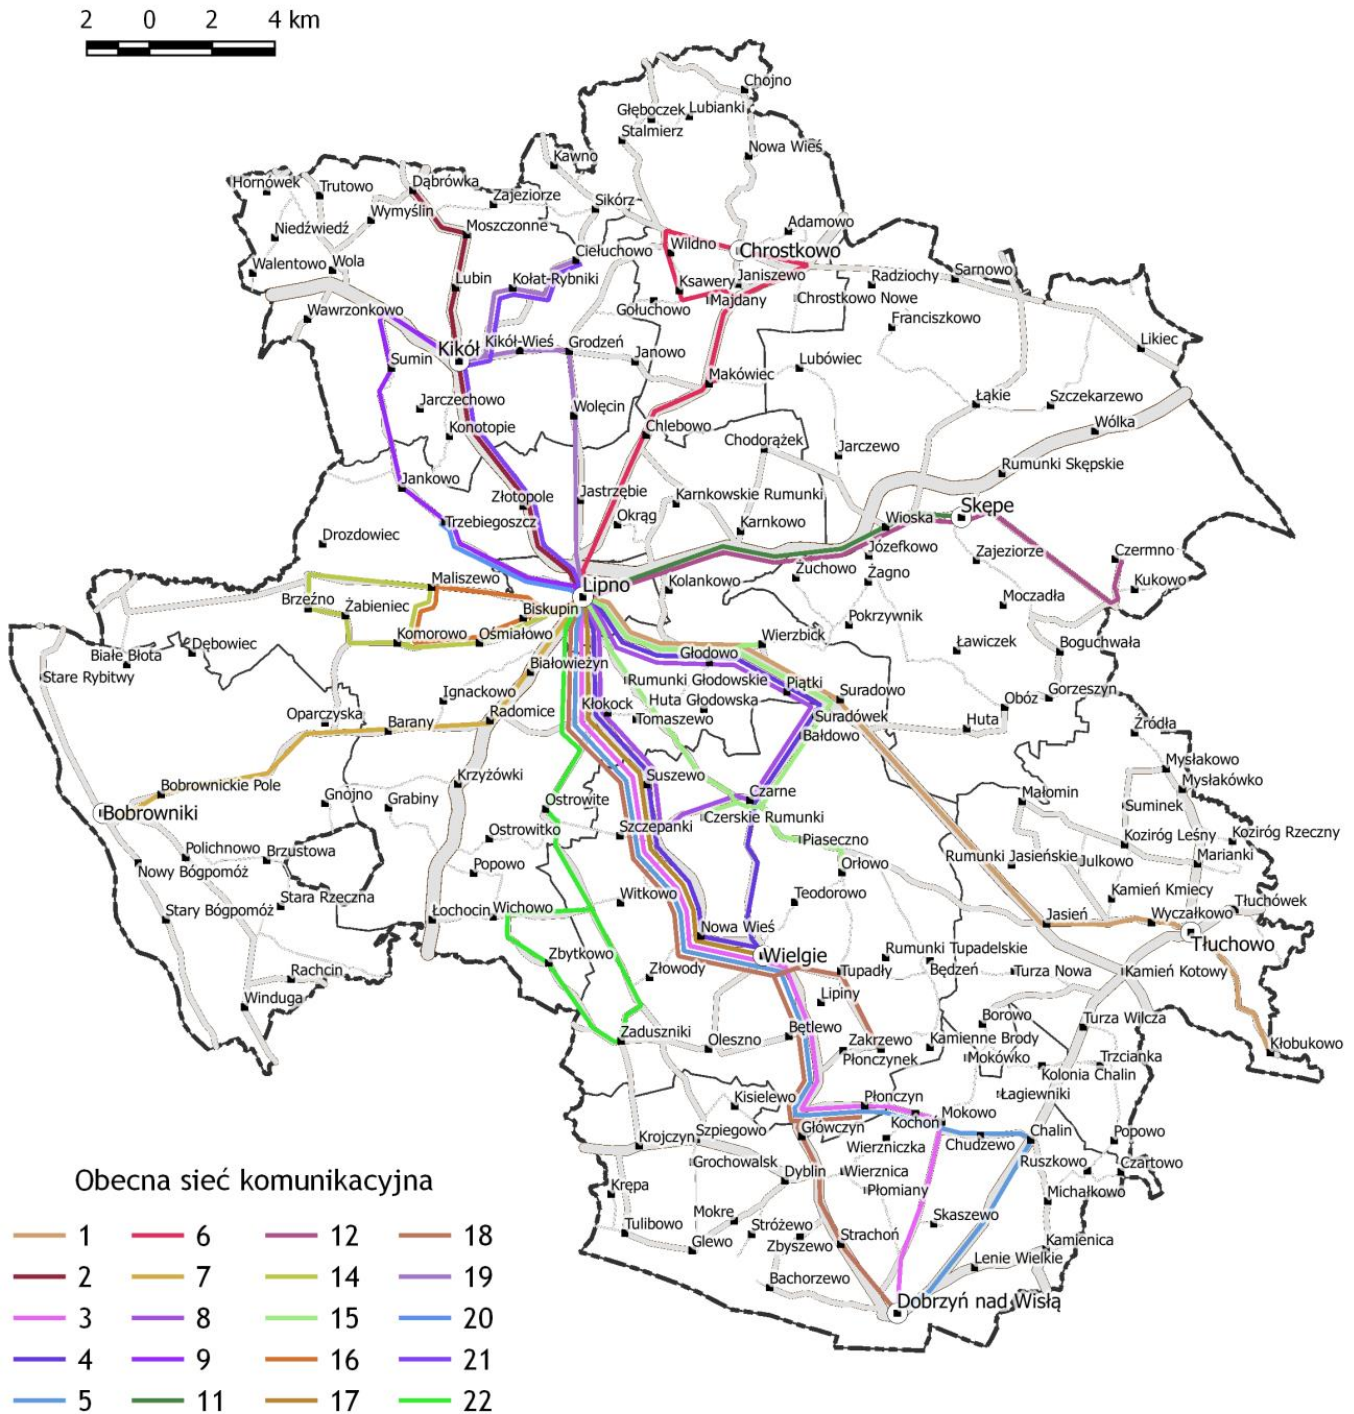 2 0 2 4 km
Chojno
Głęboczek Lubianki
Stalmierz
Nowa Wieś
Kawno
Hornówek Trutowo Dąbrówka
Zajeziorze Sikórz
Wymyślin
Moszczonne
Adamowo
Niedźwiedź
Wildno Chrostkowo
Ciełuchowo
Walentowo Wola
Lubin Kołat-Rybniki
Ksawery Janiszewo Radziochy Sarnowo
Gołuchowo Majdany Chrostkowo Nowe
Wawrzonkowo
Franciszkowo
Kikół Kikół-Wieś Grodzeń
Likiec
Sumin
Janowo Lubówiec
Makówiec
Jarczechowo
Wolęcin
Łąkie Szczekarzewo
Konotopie
Chlebowo
Chodorążek Wólka
Jarczewo
Rumunki Skępskie
Jankowo
Złotopole Jastrzębie Karnkowskie Rumunki
Skępe
Trzebiegoszcz Okrąg
Wioska
Drozdowiec
Karnkowo
Józefkowo Zajeziorze Czermno
Maliszewo
Lipno Kolankowo Żuchowo Żagno
Kukowo
Brzeźno Żabieniec
Biskupin
Moczadła
Pokrzywnik
Komorowo Ośmiałowo
Wierzbick
Ławiczek Boguchwała
Białe Błota Dębowiec
Głodowo
Białowieżyn
Stare Rybitwy
Rumunki Głodowskie Piątki
Ignackowo
Suradowo Obóz Gorzeszyn
Kłokock Huta Głodowska
Oparczyska
Radomice Tomaszewo
Suradówek
Huta Źródła
Barany
Bałdowo
Mysłakowo
Krzyżówki
Suszewo
Mysłakówko
Bobrownickie Pole
Czarne
Gnojno Grabiny Ostrowite
Małomin
Bobrowniki
Czerskie Rumunki
Suminek
Ostrowitko Szczepanki
Piaseczno
Koziróg Leśny Koziróg Rzeczny
Polichnowo Brzustowa
Orłowo Rumunki Jasieńskie Julkowo Marianki
Nowy Bógpomóż
Popowo
Stara Rzeczna
Witkowo Teodorowo
Kamień Kmiecy
Stary Bógpomóż
Łochocin Wichowo
Jasień Wyczałkowo Tłuchówek
Nowa Wieś
Tłuchowo
Zbytkowo
Wielgie
Rumunki Tupadelskie
Rachcin
Złowody
Tupadły Będzeń Turza Nowa Kamień Kotowy
Winduga
Lipiny
Borowo
Zaduszniki
Betlewo
Turza Wilcza
Oleszno
Zakrzewo Kamienne Brody
Kłobukowo
Płonczynek Mokówko Trzcianka
Kolonia Chalin
Kisielewo
Płonczyn
Łagiewniki
Mokowo
Krojczyn Szpiegowo
Główczyn Kochoń
Chalin Popowo
Wierzniczka Chudzewo
Grochowalsk
Ruszkowo Czartowo
Dyblin Wierznica
Krępa
Płomiany
Michałkowo
Mokre
Skaszewo
Tulibowo
Stróżewo
Strachoń
Kamienica
Glewo
Zbyszewo
Lenie Wielkie
Bachorzewo
Dobrzyń nad Wisłą
Obecna sieć komunikacyjna
1 6 12 18
2 7 14 19
3 8 15 20
4 9 16 21
5 11 17 22